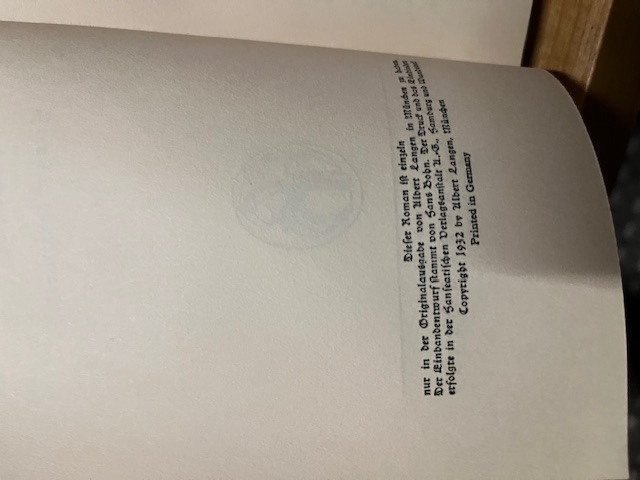 Dieser Roman ist einzeln
nur in der Originalausgabe von Albert Langen in München zu haben
Der Einbandentwurf stammt von Hans Bohn. Der Druck und das Einbinden
erfolgte in der Hanseatischen Verlagsanstalt A.-G., Hamburg und Wandsbek
Copyright 1932 by Albert Langen, München
Printed in Germany